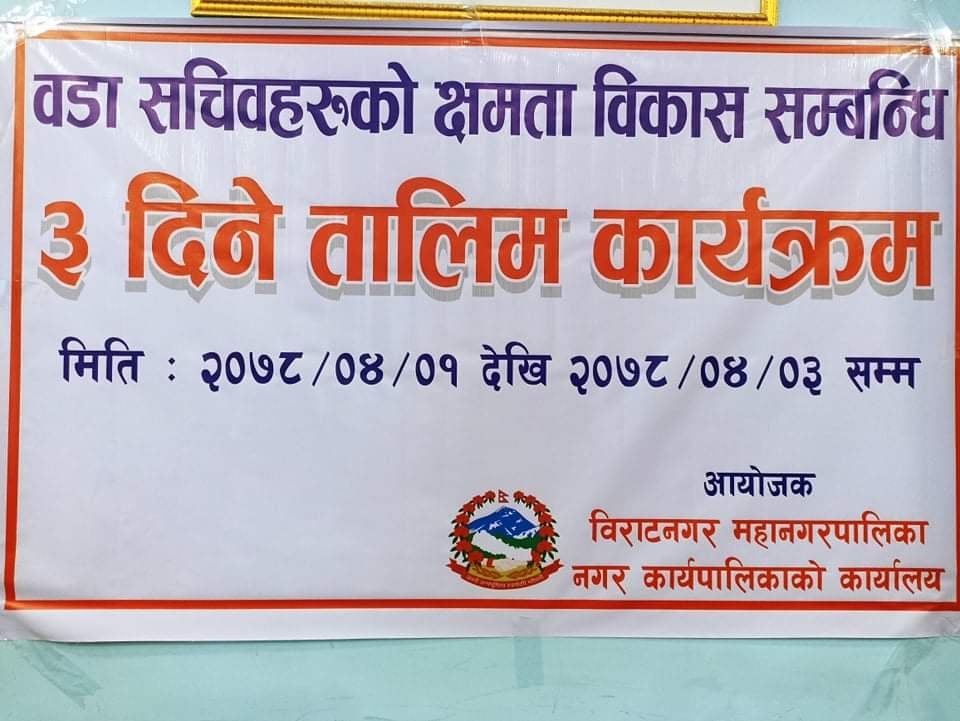 वडा सचिवहरुको क्षमता विकास सम्बन्धि
३ दिने तालिम कार्यक्रम
मिति : २०७८/०४/०१ देखि २०७८/०४/०३ सम्म
आयोजक
विराटनगर महानगरपालिका
नगर कार्यपालिकाको कार्यालय